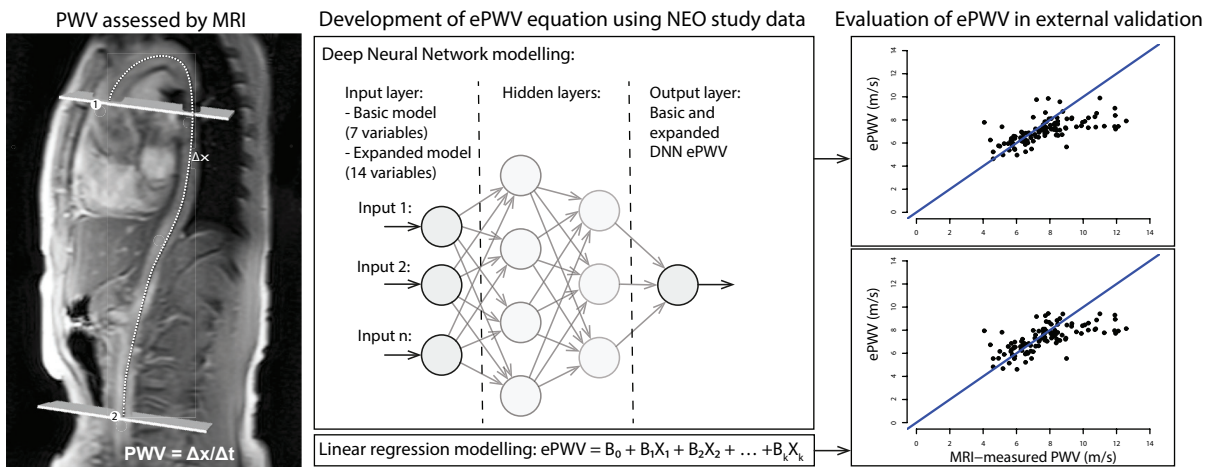 PWV assessed by MRI
1
Δx
2
PWV = Δx/Δt
Development of ePWV equation using NEO study data
Deep Neural Network modelling:
Input layer:
- Basic model
(7 variables)
- Expanded model
(14 variables)
Hidden layers:
Output layer:
Basic and
expanded
DNN ePWV
Input 1:
Input 2:
Input n:
Linear regression modelling: ePWV = B₀ + B₁X₁ + B₂X₂ + … +BₖXₖ
Evaluation of ePWV in external validation
ePWV (m/s)
14
12
10
8
6
4
2
0
0 2 4 6 8 10 12 14
ePWV (m/s)
14
12
10
8
6
4
2
0
0 2 4 6 8 10 12 14
MRI−measured PWV (m/s)